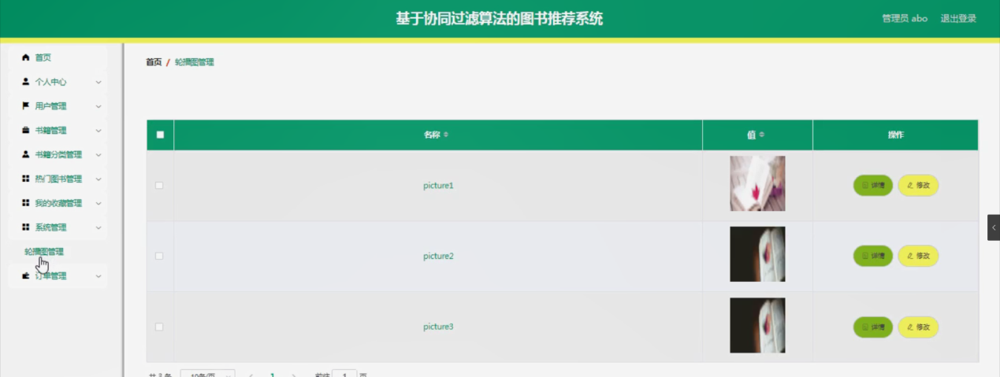 基于协同过滤算法的图书推荐系统
管理员 abo 退出登录
首页
个人中心
用户管理
书籍管理
书籍分类管理
热门图书管理
我的收藏管理
系统管理
轮播图管理
订单管理
首页 / 轮播图管理
名称 值 操作
picture1 详情 修改
picture2 详情 修改
picture3 详情 修改
共 3 条 10条/页 1 前往 1 页